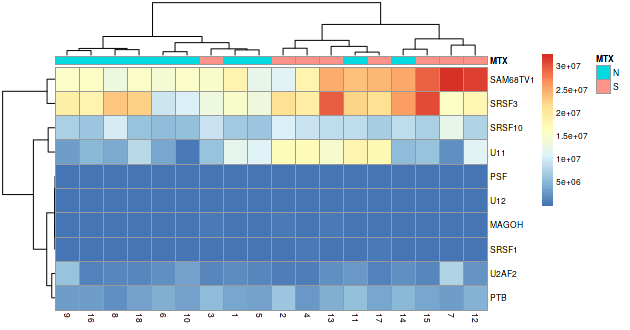 MTX
SAM68TV1
SRSF3
SRSF10
U11
PSF
U12
MAGOH
SRSF1
U2AF2
PTB
9 16 8 18 6 10 3 1 5 2 4 13 11 17 14 15 7 12
3e+07
2.5e+07
2e+07
1.5e+07
1e+07
5e+06
MTX
N
S